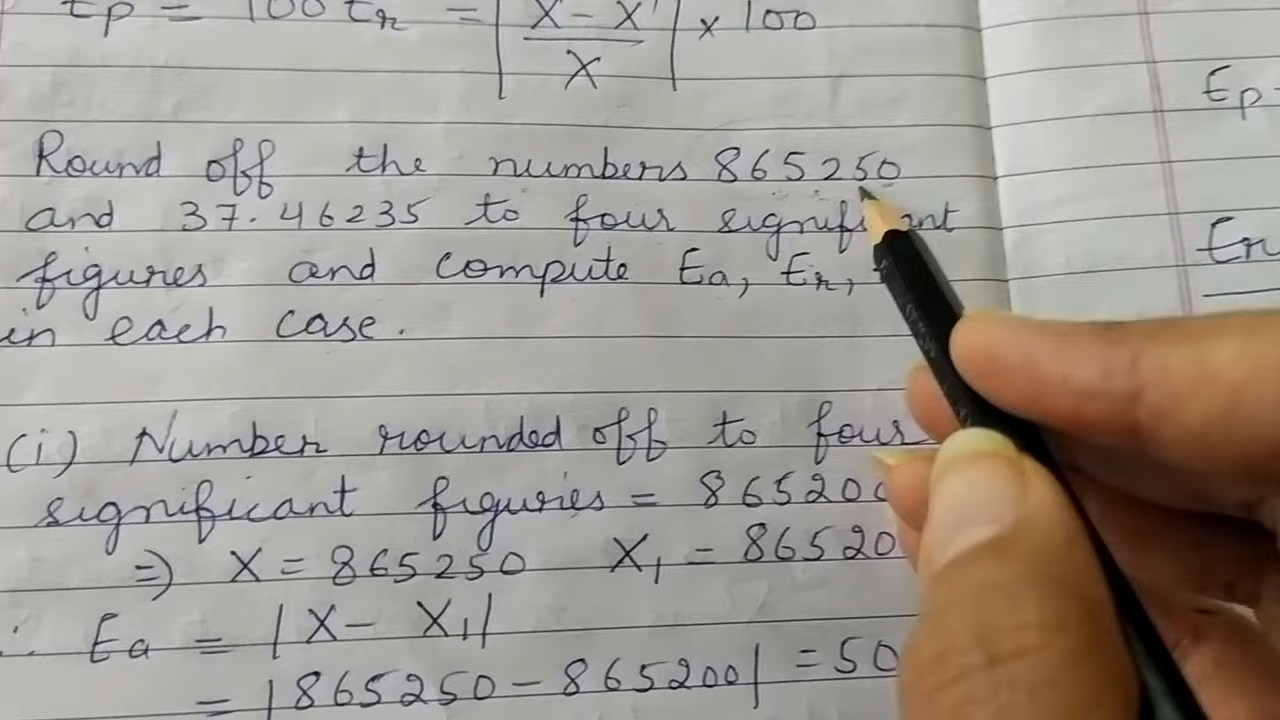 Ep = 100 Er = |X - X' / X| × 100
Ep =
Round off the numbers 865250
and 37.46235 to four significant
Er
figures and compute Ea, Er,
in each case.
(i) Number rounded off to four
significant figuries = 865200
=) X = 865250 X₁ = 86520
∴ Ea = |X - X₁|
= |865250 - 865200| = 50